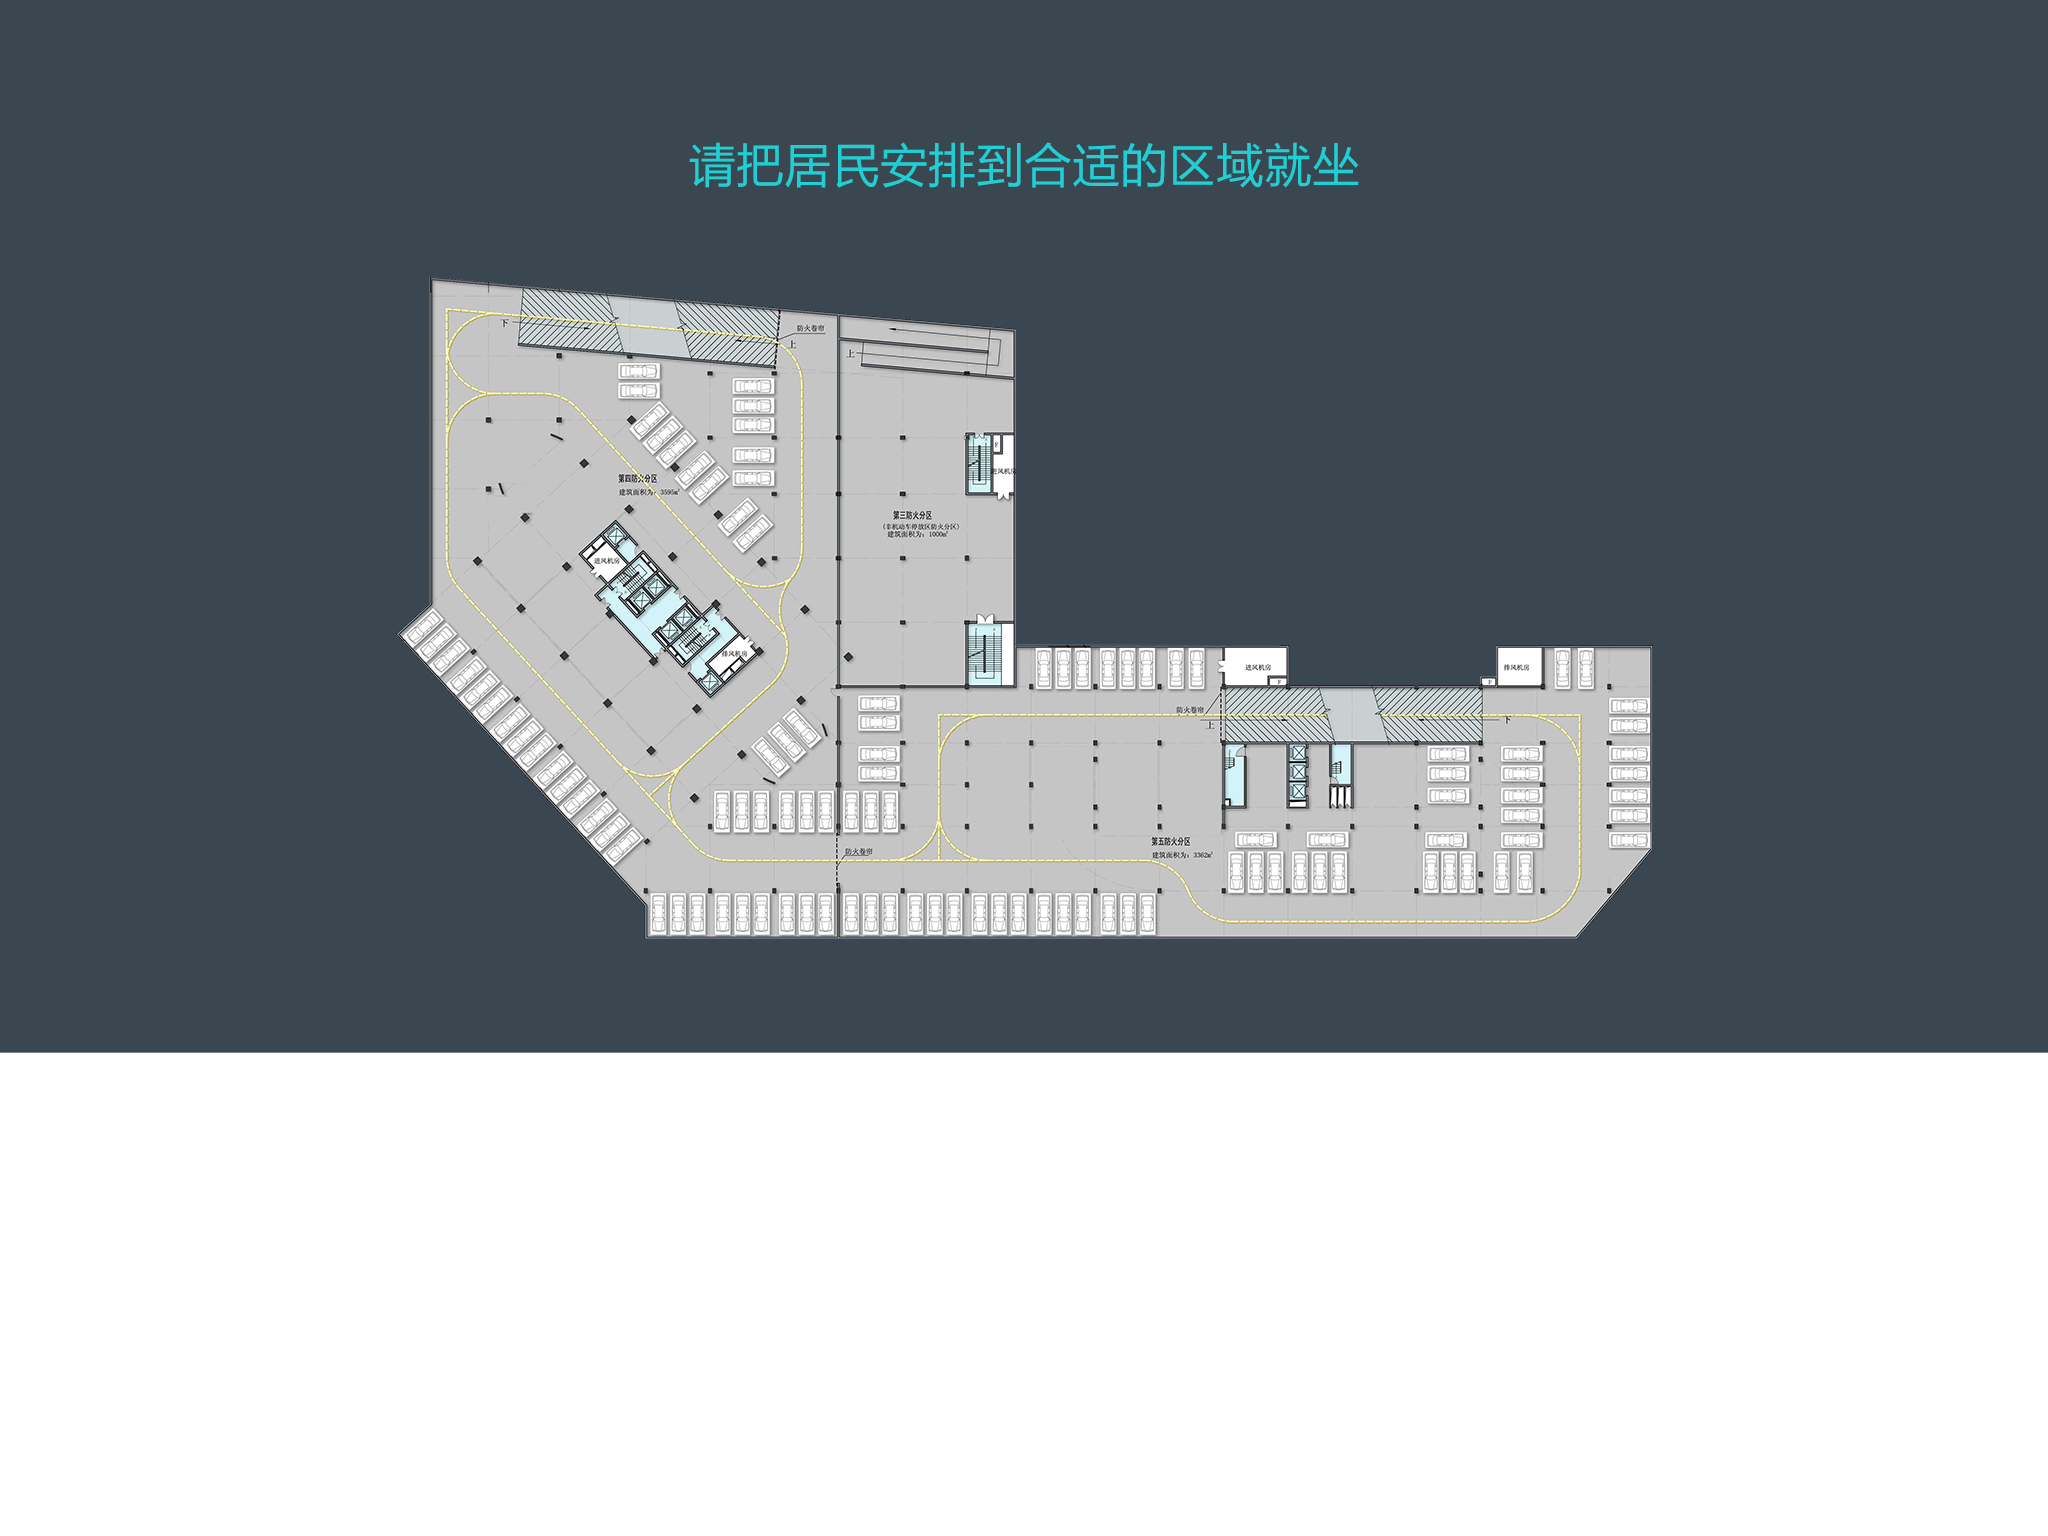 请把居民安排到合适的区域就坐
下
防火卷帘
上
上
F
进风机房
第四防火分区
建筑面积为：3595㎡
第三防火分区
（非机动车停放区防火分区）
建筑面积为：1000㎡
进风机房
排风机房
进风机房
F
排风机房
F
防火卷帘
上
下
防火卷帘
第五防火分区
建筑面积为：3362㎡